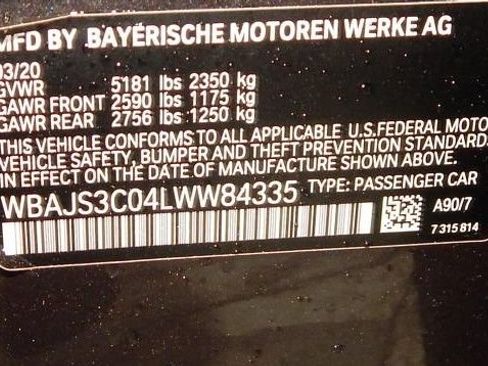 MFD BY BAYERISCHE MOTOREN WERKE AG
03/20
GVWR 5181 lbs 2350 kg
GAWR FRONT 2590 lbs 1175 kg
GAWR REAR 2756 lbs 1250 kg
THIS VEHICLE CONFORMS TO ALL APPLICABLE U.S.FEDERAL MOTO
VEHICLE SAFETY, BUMPER, AND THEFT PREVENTION STANDARDS
IN EFFECT ON THE DATE OF MANUFACTURE SHOWN ABOVE.
WBAJS3C04LWW84335 TYPE: PASSENGER CAR
A90/7
7 315 814